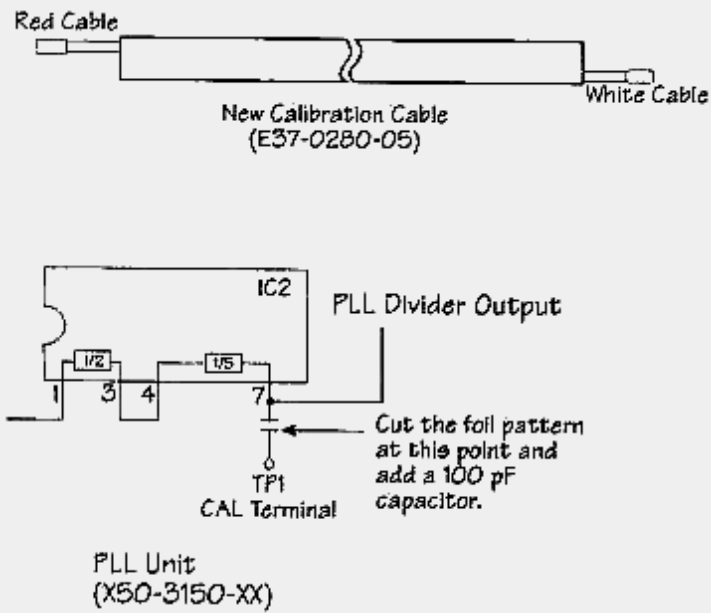 Red Cable
White Cable
New Calibration Cable
(E37-0280-05)
IC2
PLL Divider Output
1/2
1/5
1
3
4
7
Cut the foil pattern
at this point and
add a 100 pF
capacitor.
TP1
CAL Terminal
PLL Unit
(X50-3150-XX)